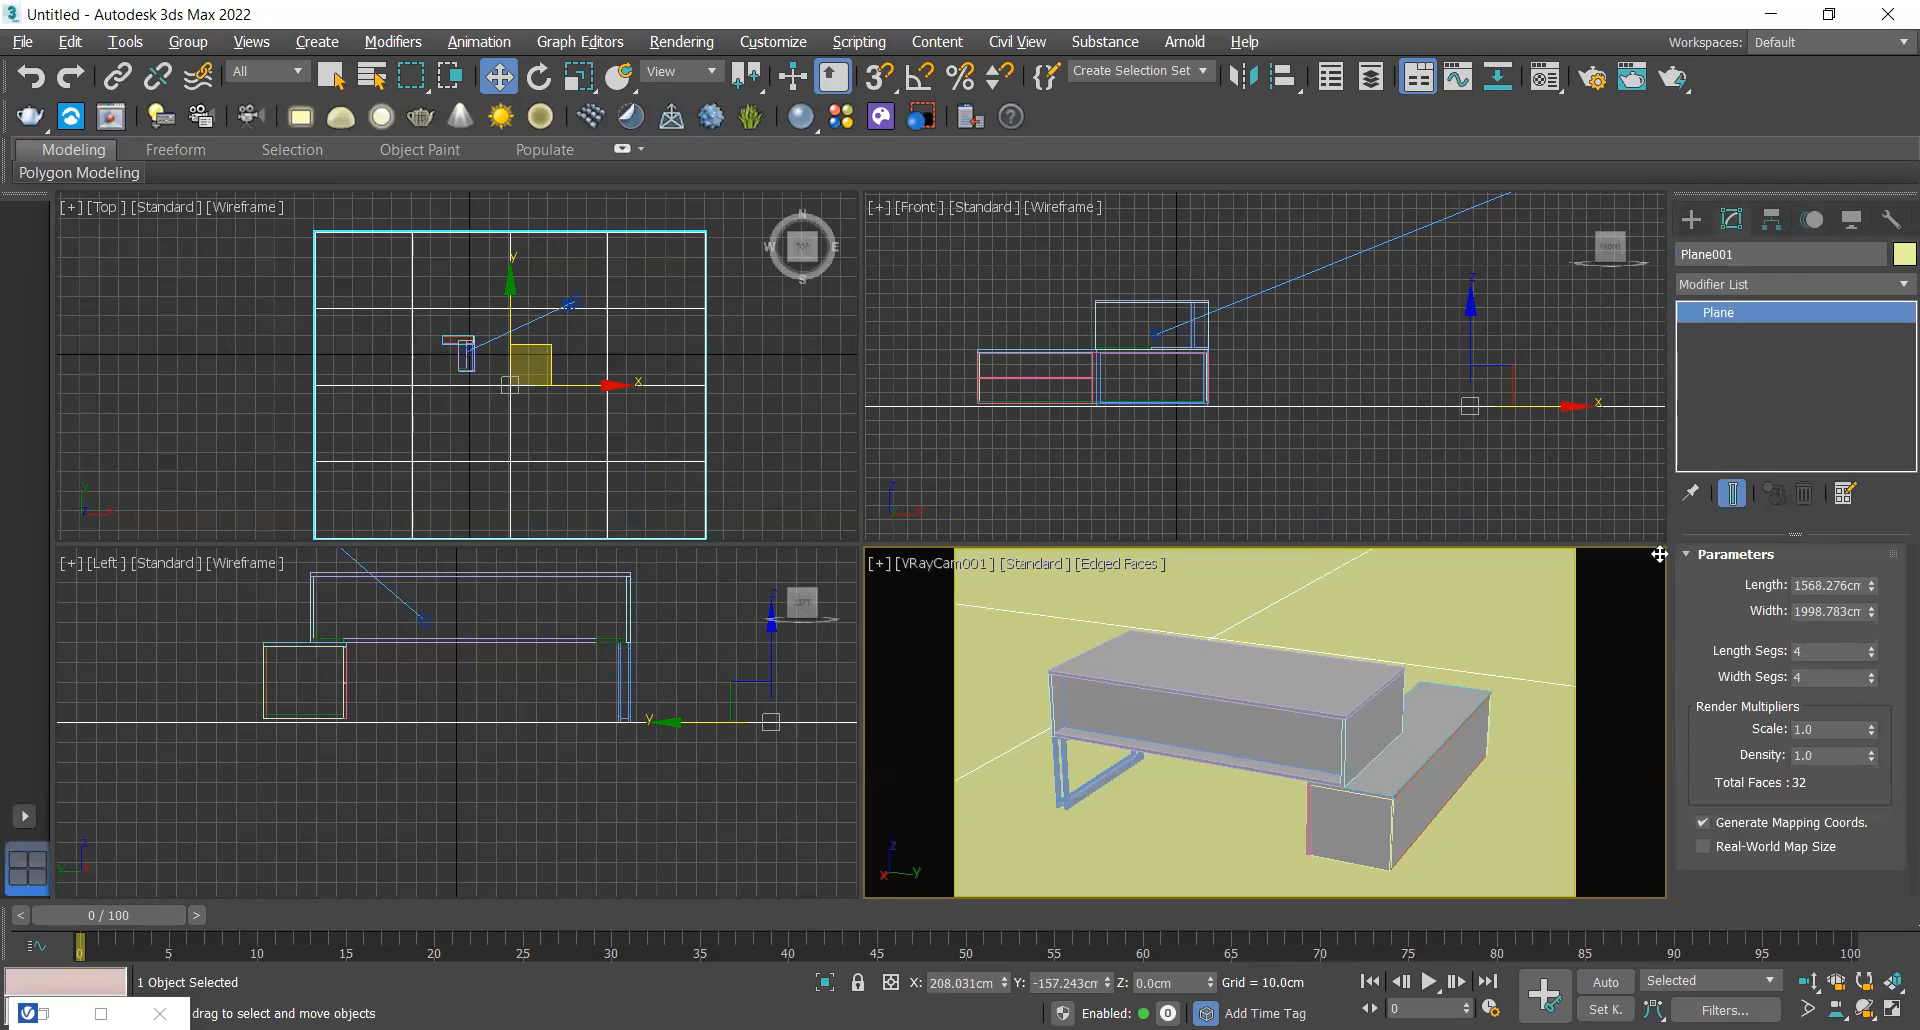 Untitled - Autodesk 3ds Max 2022
File Edit Tools Group Views Create Modifiers Animation Graph Editors Rendering Customize Scripting Content Civil View Substance Arnold Help
Workspaces: Default
All
View
Create Selection Set
Modeling Freeform Selection Object Paint Populate
Polygon Modeling
[+] [Top ] [Standard ] [Wireframe ]
N
W TOP E
S
y
x
y
[+] [Front ] [Standard ] [Wireframe ]
FRONT
z
x
z
Plane001
Modifier List
Plane
[+] [Left ] [Standard ] [Wireframe ]
LEFT
z
y
z
y x
[+] [VRayCam001 ] [Standard ] [Edged Faces ]
z
x y
Parameters
Length: 1568.276cm
Width: 1998.783cm
Length Segs: 4
Width Segs: 4
Render Multipliers
Scale: 1.0
Density: 1.0
Total Faces : 32
Generate Mapping Coords.
Real-World Map Size
< 0 / 100 >
0 5 10 15 20 25 30 35 40 45 50 55 60 65 70 75 80 85 90 95 100
1 Object Selected
X: 208.031cm Y: -157.243cm Z: 0.0cm Grid = 10.0cm
Auto Selected
drag to select and move objects
Enabled: 0 Add Time Tag
0
Set K. Filters...